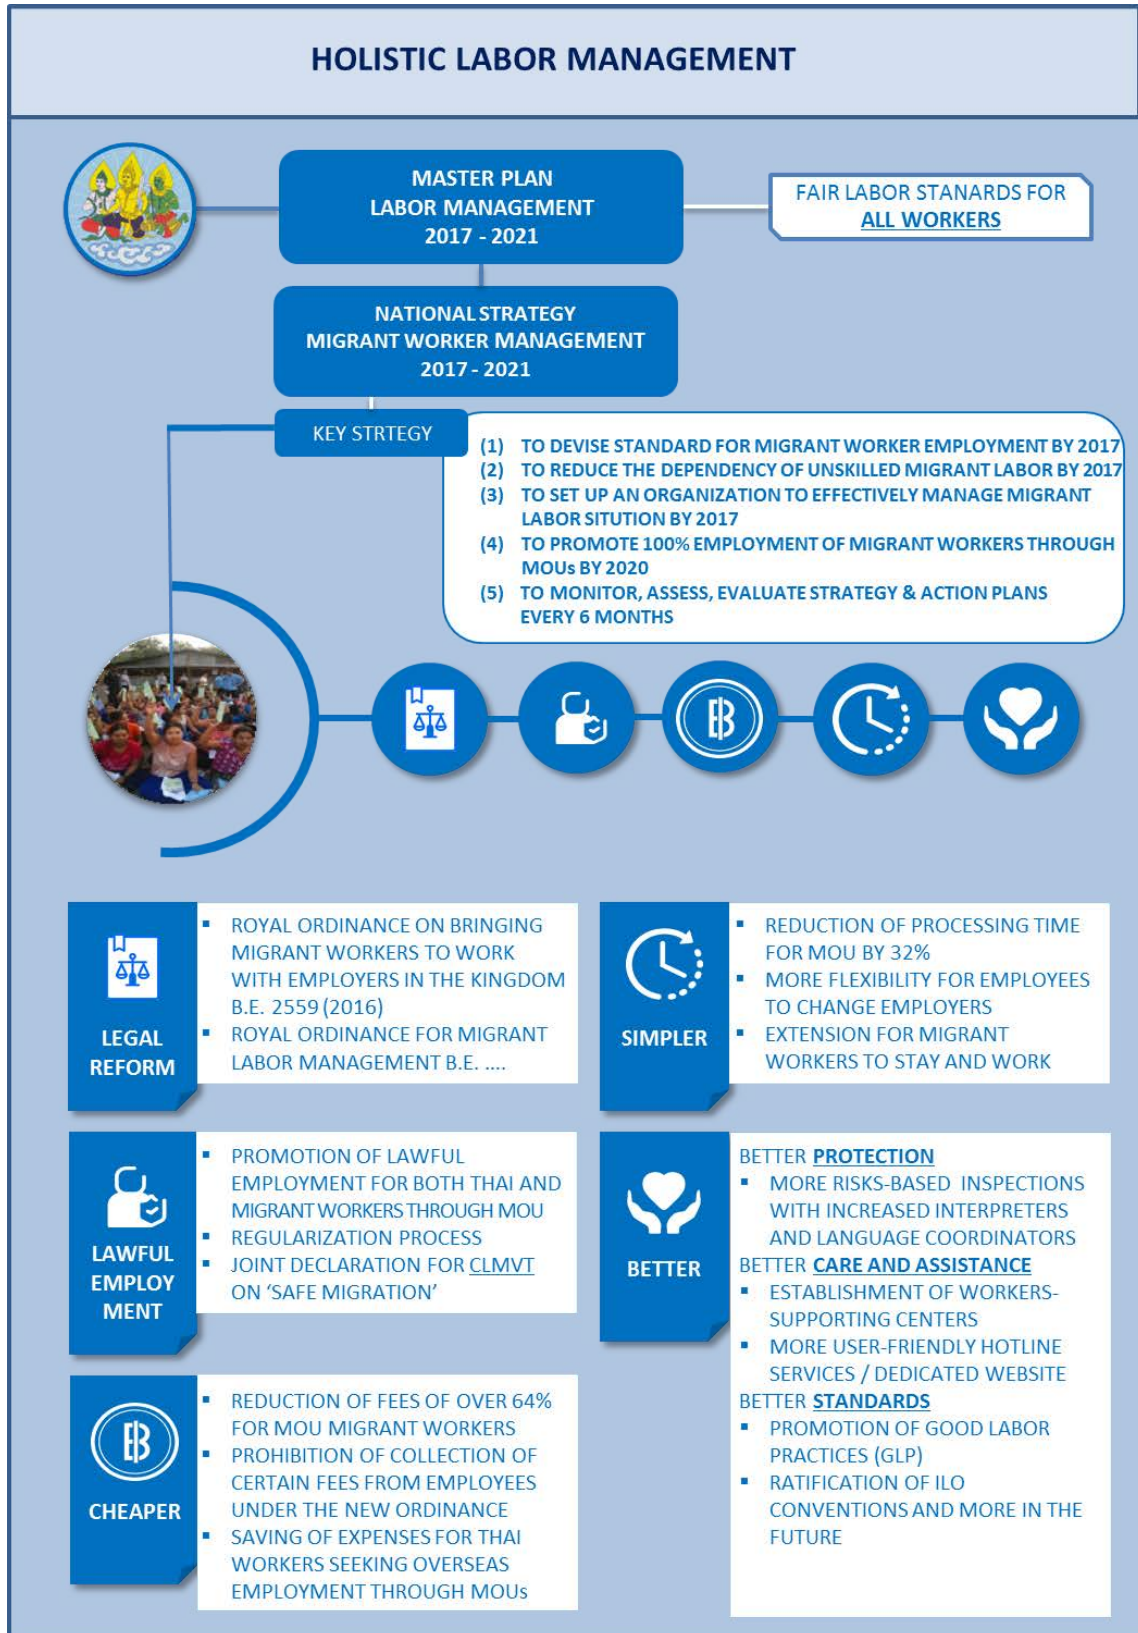 HOLISTIC LABOR MANAGEMENT
MASTER PLAN
LABOR MANAGEMENT
2017 - 2021
FAIR LABOR STANARDS FOR
ALL WORKERS
NATIONAL STRATEGY
MIGRANT WORKER MANAGEMENT
2017 - 2021
KEY STRTEGY
(1) TO DEVISE STANDARD FOR MIGRANT WORKER EMPLOYMENT BY 2017
(2) TO REDUCE THE DEPENDENCY OF UNSKILLED MIGRANT LABOR BY 2017
(3) TO SET UP AN ORGANIZATION TO EFFECTIVELY MANAGE MIGRANT
LABOR SITUTION BY 2017
(4) TO PROMOTE 100% EMPLOYMENT OF MIGRANT WORKERS THROUGH
MOUs BY 2020
(5) TO MONITOR, ASSESS, EVALUATE STRATEGY & ACTION PLANS
EVERY 6 MONTHS
LEGAL
REFORM
▪ ROYAL ORDINANCE ON BRINGING
MIGRANT WORKERS TO WORK
WITH EMPLOYERS IN THE KINGDOM
B.E. 2559 (2016)
▪ ROYAL ORDINANCE FOR MIGRANT
LABOR MANAGEMENT B.E. ....
LAWFUL
EMPLOY
MENT
▪ PROMOTION OF LAWFUL
EMPLOYMENT FOR BOTH THAI AND
MIGRANT WORKERS THROUGH MOU
▪ REGULARIZATION PROCESS
▪ JOINT DECLARATION FOR CLMVT
ON ‘SAFE MIGRATION’
CHEAPER
▪ REDUCTION OF FEES OF OVER 64%
FOR MOU MIGRANT WORKERS
▪ PROHIBITION OF COLLECTION OF
CERTAIN FEES FROM EMPLOYEES
UNDER THE NEW ORDINANCE
▪ SAVING OF EXPENSES FOR THAI
WORKERS SEEKING OVERSEAS
EMPLOYMENT THROUGH MOUs
SIMPLER
▪ REDUCTION OF PROCESSING TIME
FOR MOU BY 32%
▪ MORE FLEXIBILITY FOR EMPLOYEES
TO CHANGE EMPLOYERS
▪ EXTENSION FOR MIGRANT
WORKERS TO STAY AND WORK
BETTER
BETTER PROTECTION
▪ MORE RISKS-BASED INSPECTIONS
WITH INCREASED INTERPRETERS
AND LANGUAGE COORDINATORS
BETTER CARE AND ASSISTANCE
▪ ESTABLISHMENT OF WORKERS-
SUPPORTING CENTERS
▪ MORE USER-FRIENDLY HOTLINE
SERVICES / DEDICATED WEBSITE
BETTER STANDARDS
▪ PROMOTION OF GOOD LABOR
PRACTICES (GLP)
▪ RATIFICATION OF ILO
CONVENTIONS AND MORE IN THE
FUTURE